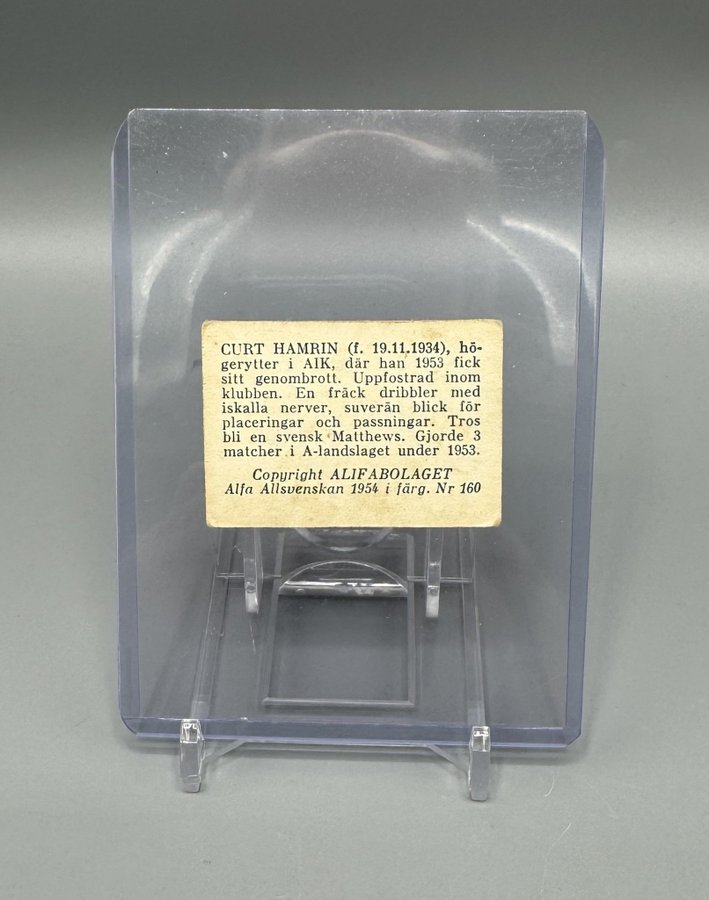 CURT HAMRIN (f. 19.11.1934), hö-
gerytter i AIK, där han 1953 fick
sitt genombrott. Uppfostrad inom
klubben. En fräck dribbler med
iskalla nerver, suverän blick för
placeringar och passningar. Tros
bli en svensk Matthews. Gjorde 3
matcher i A-landslaget under 1953.
Copyright ALIFABOLAGET
Alfa Allsvenskan 1954 i färg. Nr 160